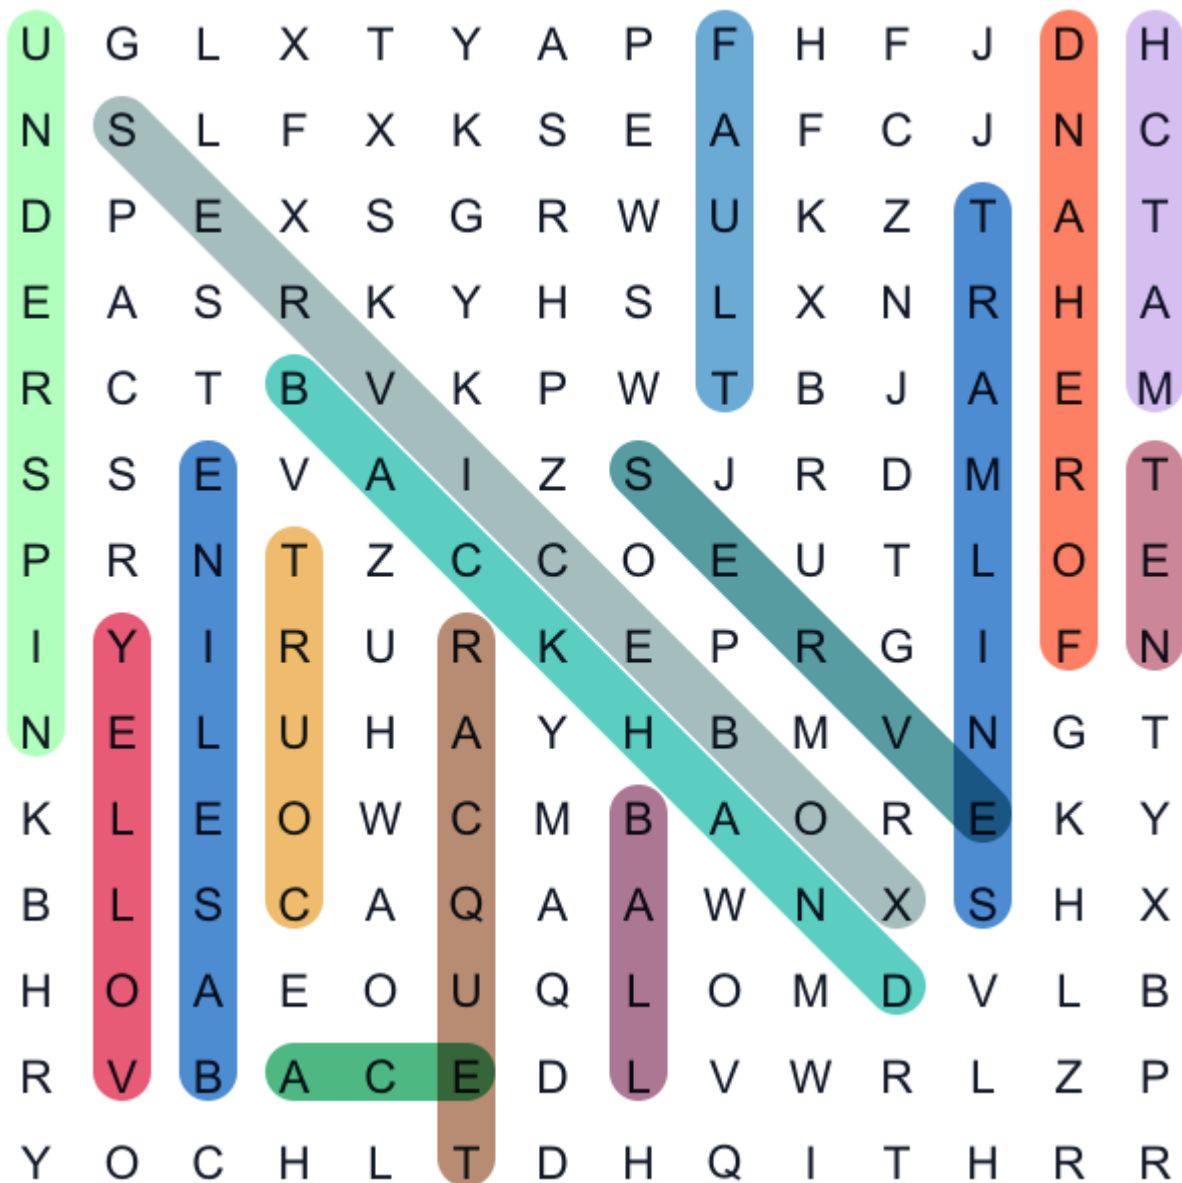 U G L X T Y A P F H F J D H
N S L F X K S E A F C J N C
D P E X S G R W U K Z T A T
E A S R K Y H S L X N R H A
R C T B V K P W T B J A E M
S S E V A I Z S J R D M R T
P R N T Z C C O E U T L O E
I Y I R U R K E P R G I F N
N E L U H A Y H B M V N G T
K L E O W C M B A O R E K Y
B L S C A Q A A W N X S H X
H O A E O U Q L O M D V L B
R V B A C E D L V W R L Z P
Y O C H L T D H Q I T H R R